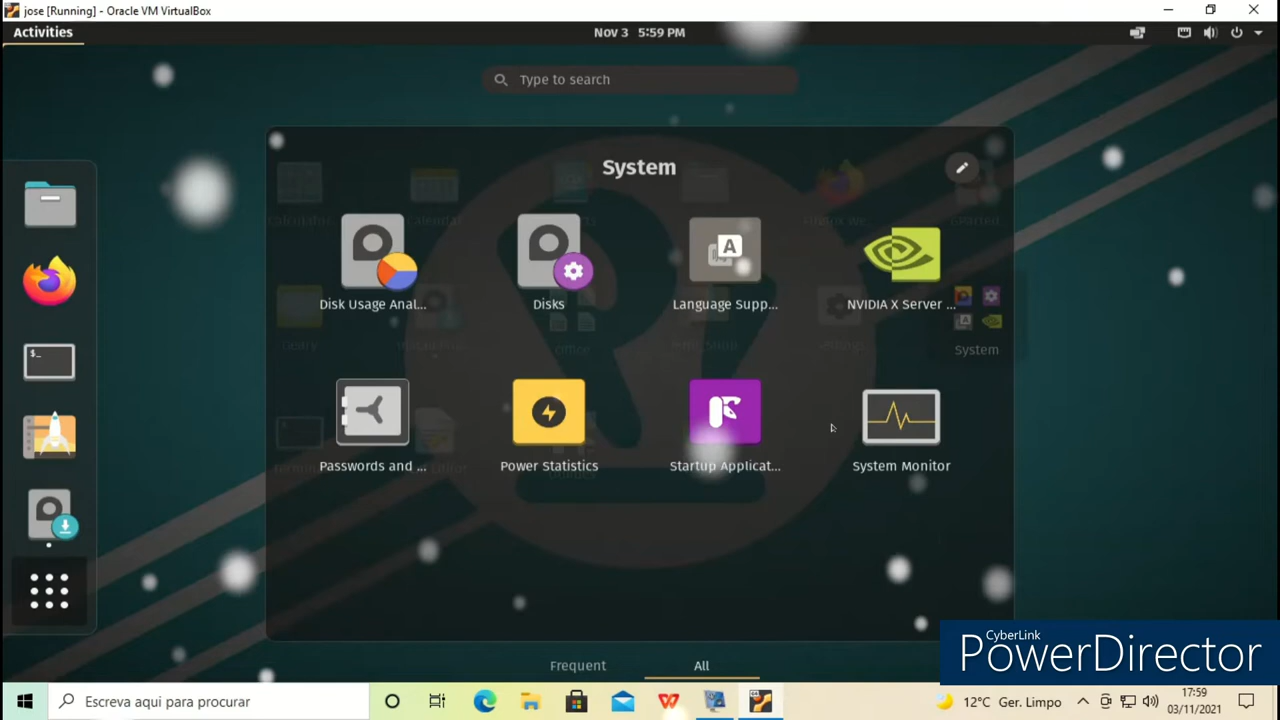 jose [Running] - Oracle VM VirtualBox
Activities
Nov 3 5:59 PM
Type to search
System
Disk Usage Anal...
Disks
Language Supp...
NVIDIA X Server ...
System
Passwords and ...
Power Statistics
Startup Applicat...
System Monitor
Frequent
All
CyberLink
PowerDirector
Escreva aqui para procurar
12°C Ger. Limpo
17:59
03/11/2021